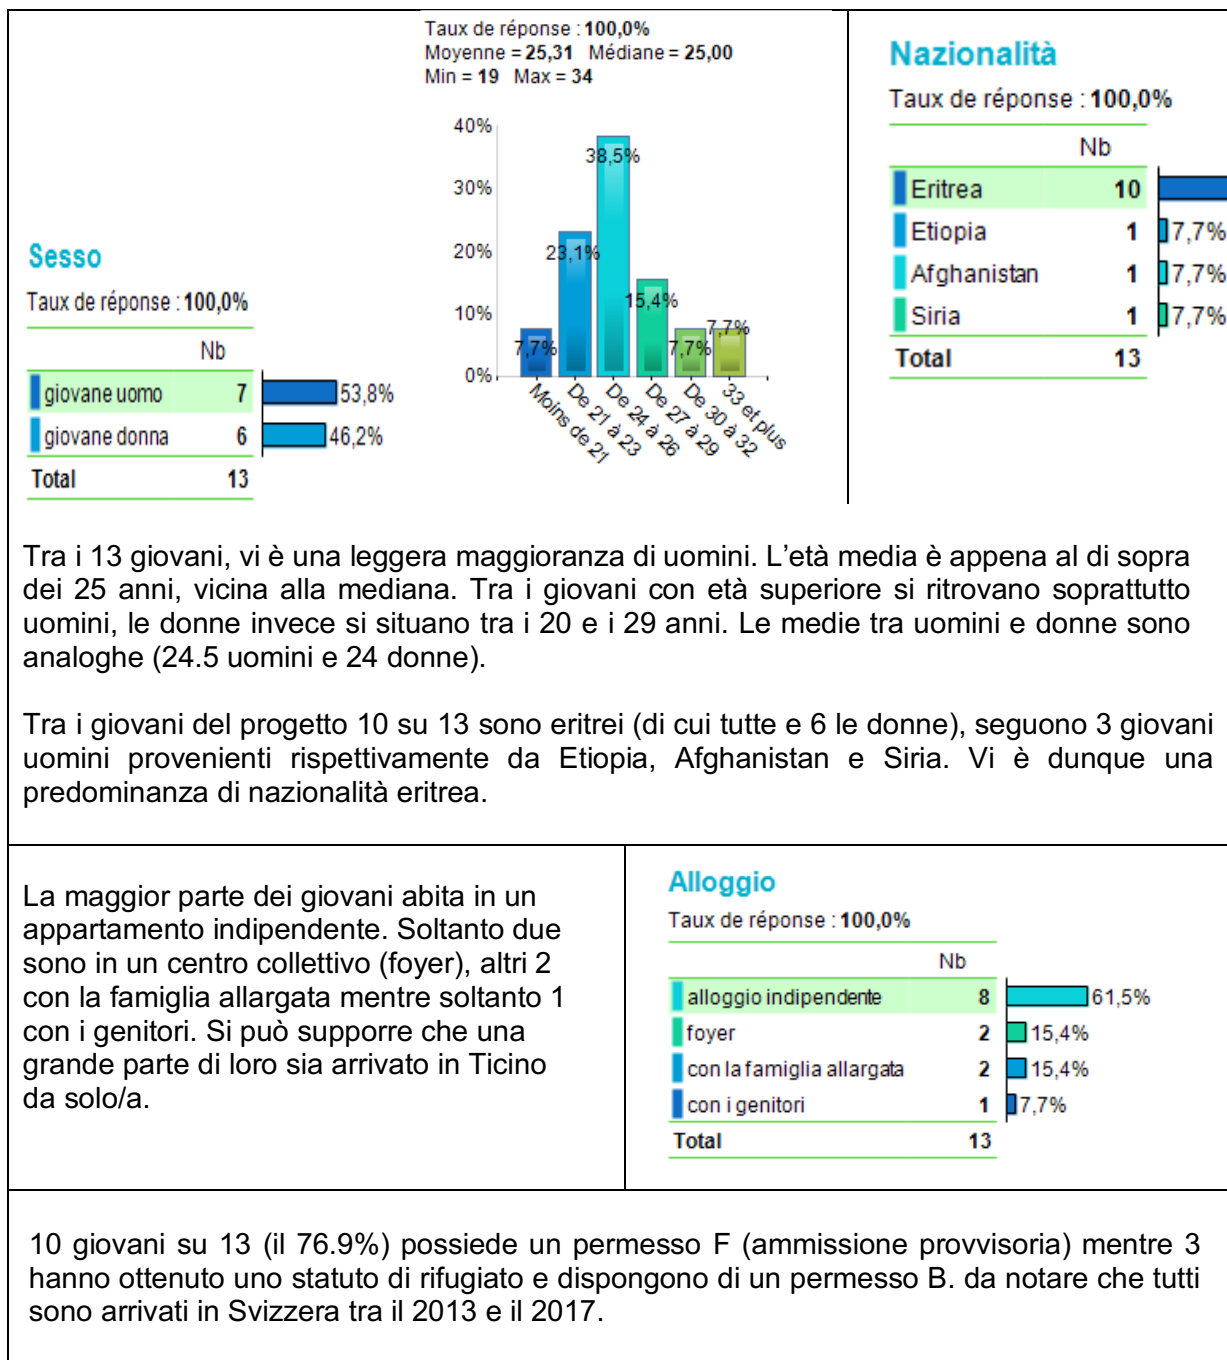 Taux de réponse : 100,0%
Moyenne = 25,31 Médiane = 25,00
Min = 19 Max = 34
40%
30%
20%
10%
0%
7,7%
23,1%
38,5%
15,4%
7,7%
7,7%
Moins de 21
De 21 à 23
De 24 à 26
De 27 à 29
De 30 à 32
33 et plus
Sesso
Taux de réponse : 100,0%
Nb
giovane uomo 7 53,8%
giovane donna 6 46,2%
Total 13
Nazionalità
Taux de réponse : 100,0%
Nb
Eritrea 10
Etiopia 1 7,7%
Afghanistan 1 7,7%
Siria 1 7,7%
Total 13
Tra i 13 giovani, vi è una leggera maggioranza di uomini. L’età media è appena al di sopra
dei 25 anni, vicina alla mediana. Tra i giovani con età superiore si ritrovano soprattutto
uomini, le donne invece si situano tra i 20 e i 29 anni. Le medie tra uomini e donne sono
analoghe (24.5 uomini e 24 donne).
Tra i giovani del progetto 10 su 13 sono eritrei (di cui tutte e 6 le donne), seguono 3 giovani
uomini provenienti rispettivamente da Etiopia, Afghanistan e Siria. Vi è dunque una
predominanza di nazionalità eritrea.
La maggior parte dei giovani abita in un
appartamento indipendente. Soltanto due
sono in un centro collettivo (foyer), altri 2
con la famiglia allargata mentre soltanto 1
con i genitori. Si può supporre che una
grande parte di loro sia arrivato in Ticino
da solo/a.
Alloggio
Taux de réponse : 100,0%
Nb
alloggio indipendente 8 61,5%
foyer 2 15,4%
con la famiglia allargata 2 15,4%
con i genitori 1 7,7%
Total 13
10 giovani su 13 (il 76.9%) possiede un permesso F (ammissione provvisoria) mentre 3
hanno ottenuto uno statuto di rifugiato e dispongono di un permesso B. da notare che tutti
sono arrivati in Svizzera tra il 2013 e il 2017.